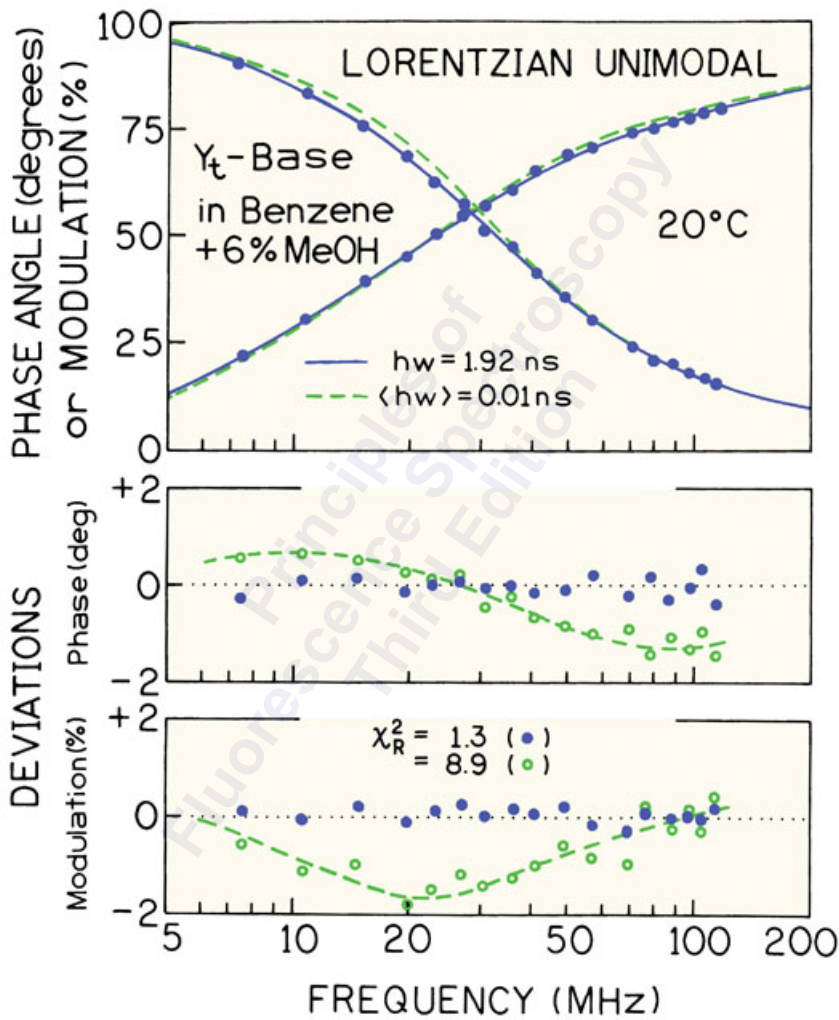 100
LORENTZIAN UNIMODAL
75
Yt-Base
in Benzene
+6% MeOH
50
20°C
25
hw = 1.92 ns
⟨hw⟩ = 0.01 ns
0
PHASE ANGLE (degrees)
or MODULATION (%)
+2
0
-2
Phase (deg)
DEVIATIONS
+2
0
-2
Modulation (%)
χ²R = 1.3 ( )
= 8.9 ( )
5 10 20 50 100 200
FREQUENCY (MHz)
Principles of
Fluorescence Spectroscopy
Third Edition